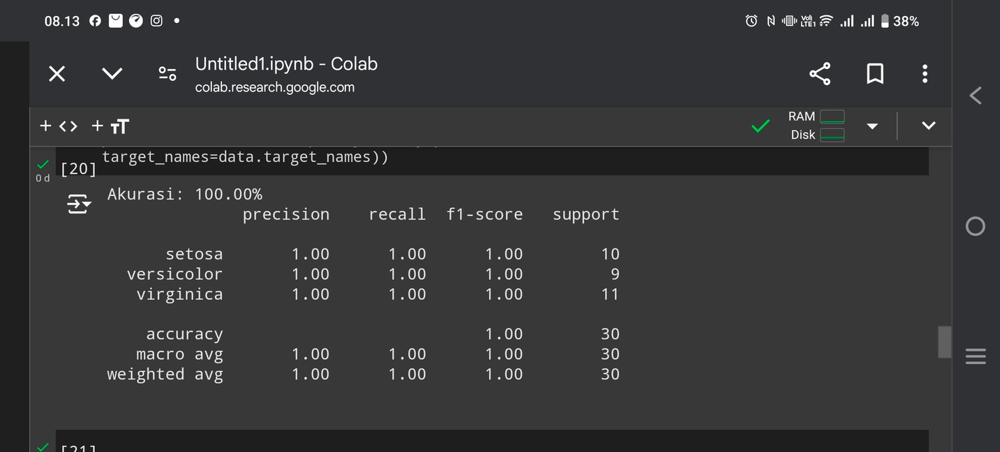 08.13 38%
Vo)) LTE1
Untitled1.ipynb - Colab
colab.research.google.com
+ <> + TT
RAM
Disk
target_names=data.target_names))
[20]
0 d
Akurasi: 100.00%
precision recall f1-score support
setosa 1.00 1.00 1.00 10
versicolor 1.00 1.00 1.00 9
virginica 1.00 1.00 1.00 11
accuracy 1.00 30
macro avg 1.00 1.00 1.00 30
weighted avg 1.00 1.00 1.00 30
[21]